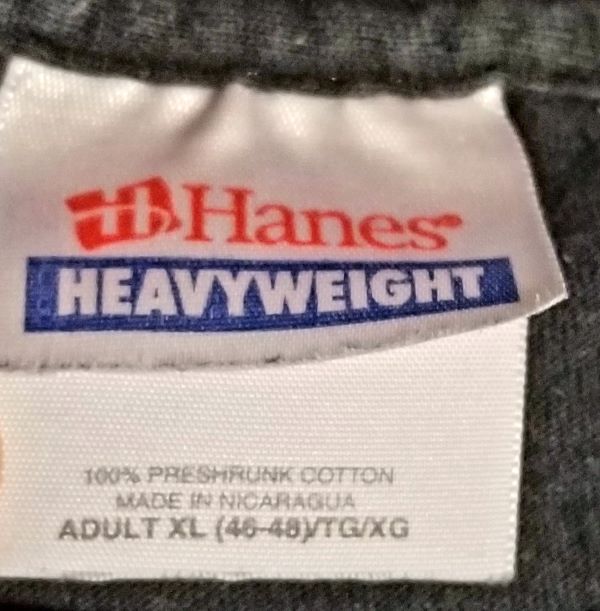 Hanes®
HEAVYWEIGHT
100% PRESHRUNK COTTON
MADE IN NICARAGUA
ADULT XL (46-48)/TG/XG